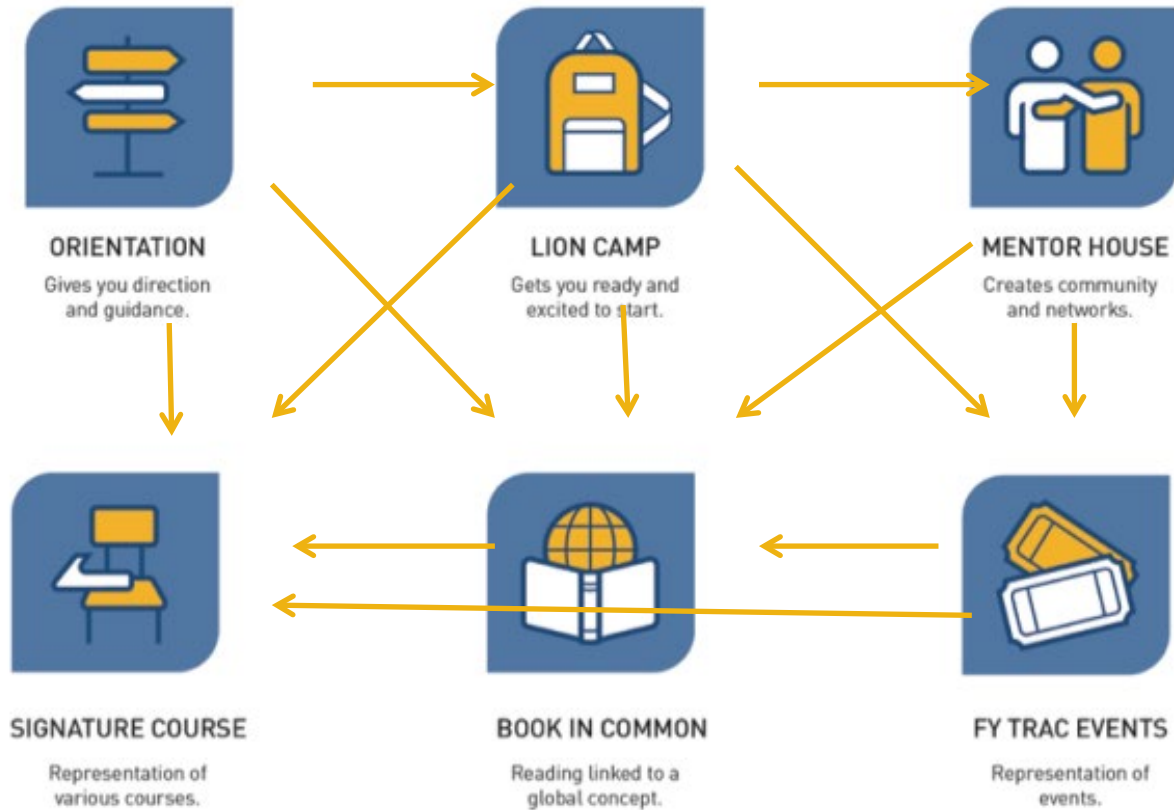 ORIENTATION
Gives you direction
and guidance.
LION CAMP
Gets you ready and
excited to start.
MENTOR HOUSE
Creates community
and networks.
SIGNATURE COURSE
Representation of
various courses.
BOOK IN COMMON
Reading linked to a
global concept.
FY TRAC EVENTS
Representation of
events.